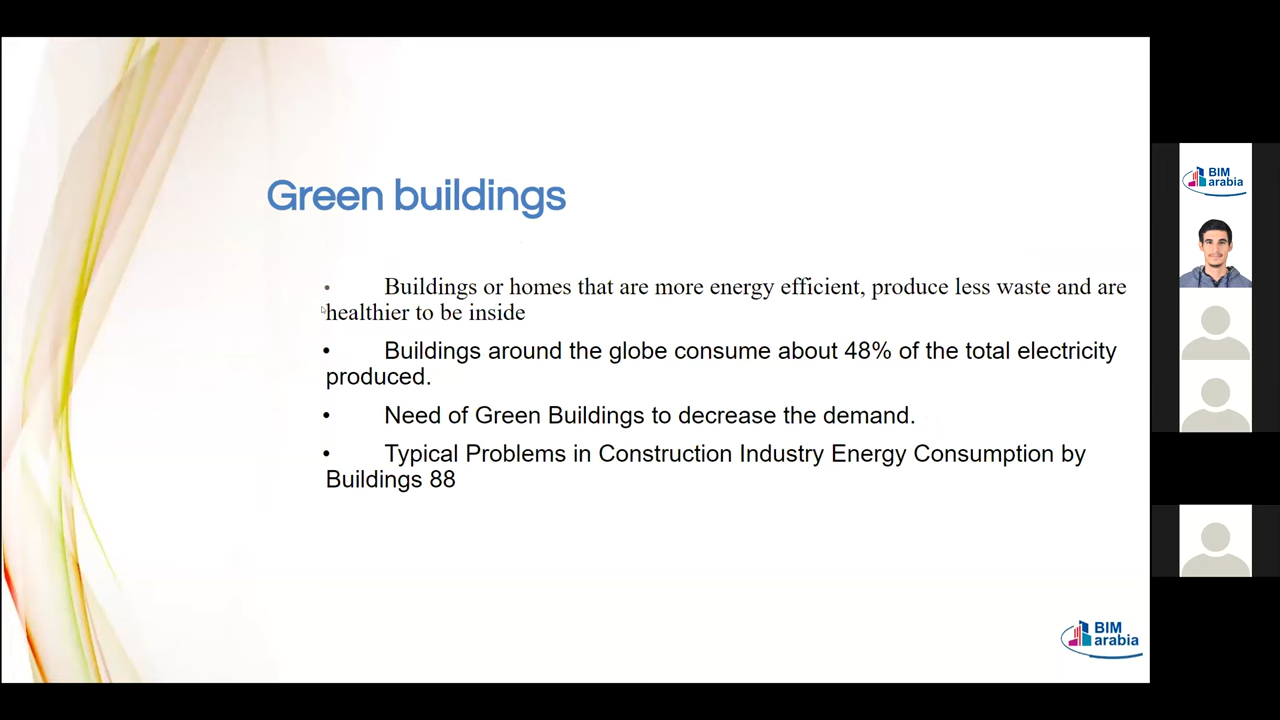 Green buildings
• Buildings or homes that are more energy efficient, produce less waste and are
healthier to be inside
• Buildings around the globe consume about 48% of the total electricity
produced.
• Need of Green Buildings to decrease the demand.
• Typical Problems in Construction Industry Energy Consumption by
Buildings 88
BIM
arabia
BIM
arabia